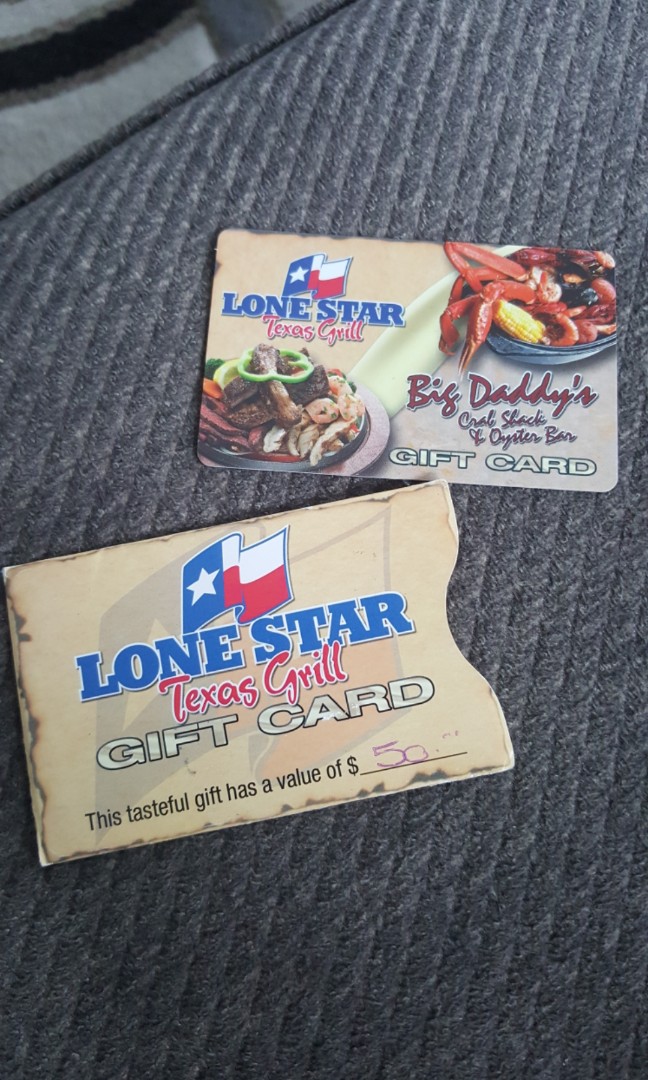 LONE STAR
Texas Grill
Big Daddy's
Crab Shack
& Oyster Bar
GIFT CARD
LONE STAR
Texas Grill
GIFT CARD
This tasteful gift has a value of $ 50.00